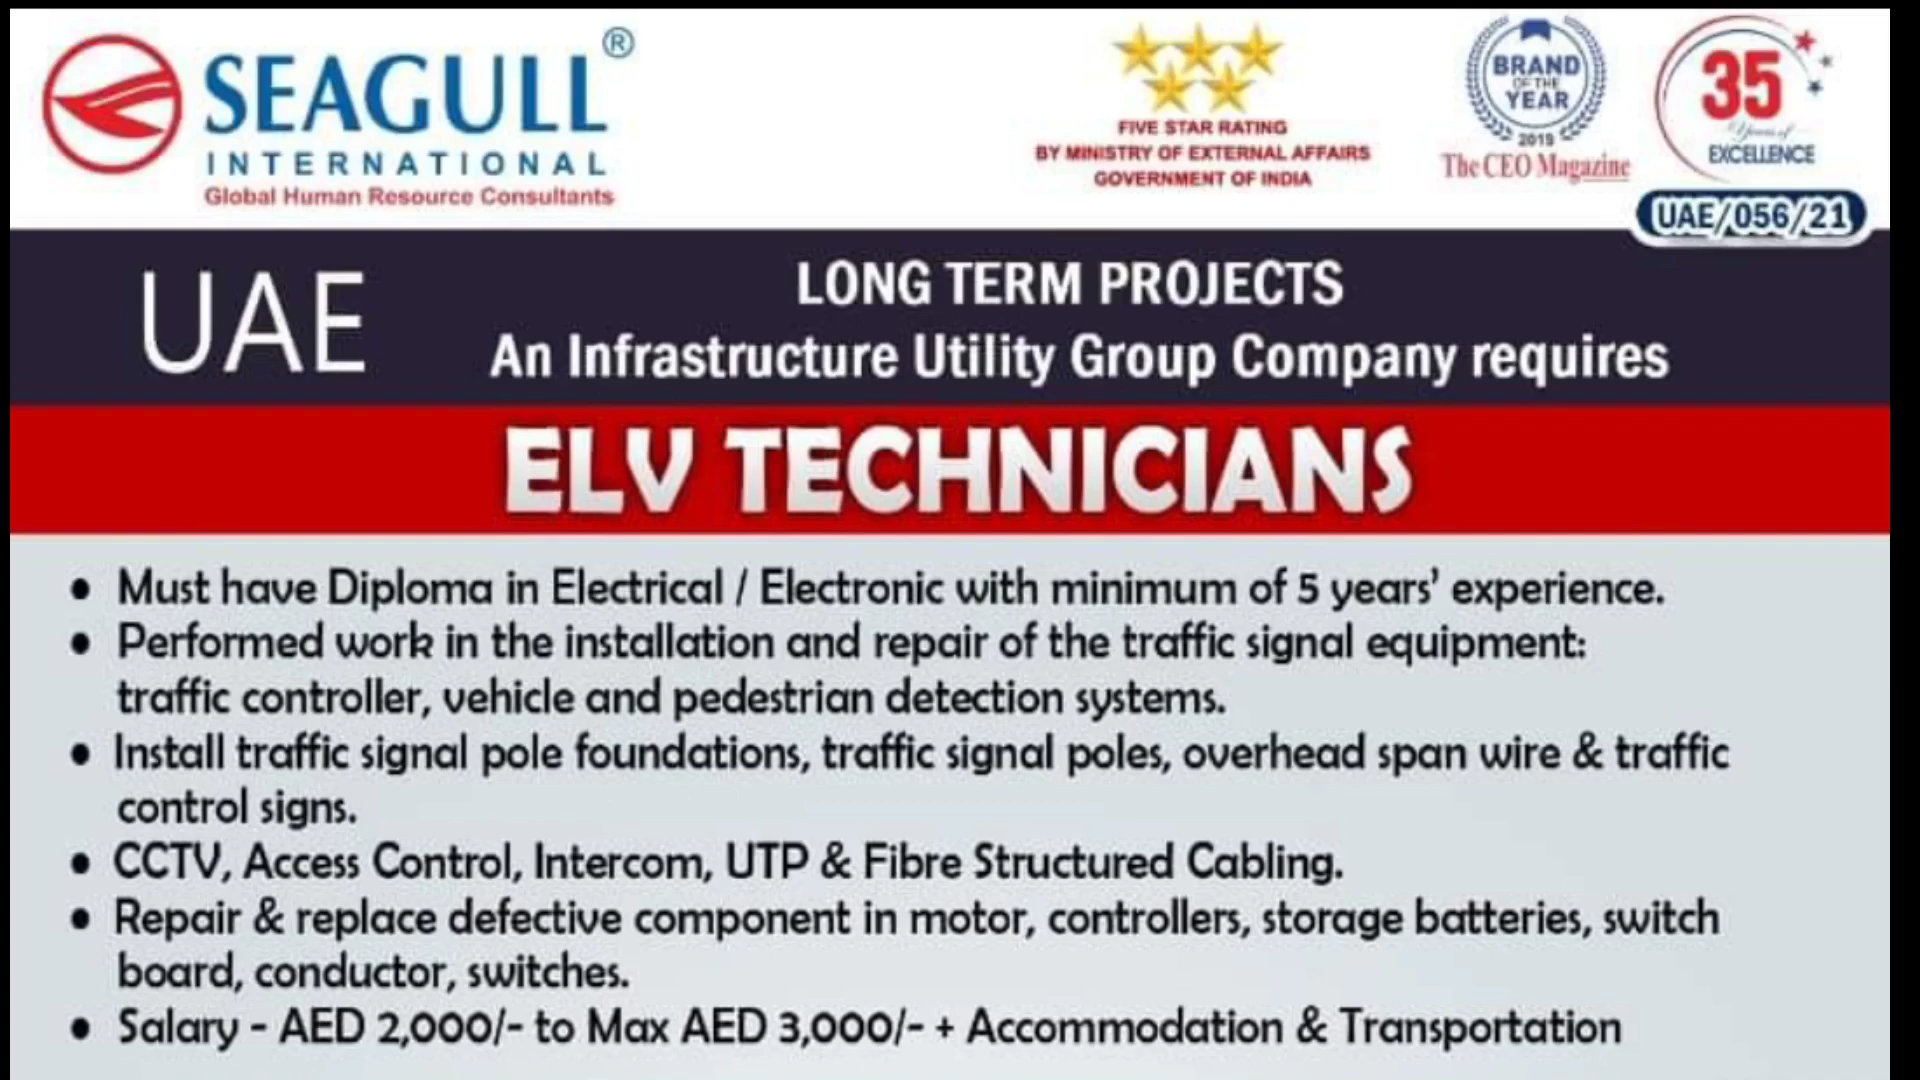 SEAGULL ®
INTERNATIONAL
Global Human Resource Consultants
FIVE STAR RATING
BY MINISTRY OF EXTERNAL AFFAIRS
GOVERNMENT OF INDIA
BRAND
OF THE
YEAR
2019
The CEO Magazine
35
Years of
EXCELLENCE
UAE/056/21
UAE
LONG TERM PROJECTS
An Infrastructure Utility Group Company requires
ELV TECHNICIANS
• Must have Diploma in Electrical / Electronic with minimum of 5 years’ experience.
• Performed work in the installation and repair of the traffic signal equipment:
traffic controller, vehicle and pedestrian detection systems.
• Install traffic signal pole foundations, traffic signal poles, overhead span wire & traffic
control signs.
• CCTV, Access Control, Intercom, UTP & Fibre Structured Cabling.
• Repair & replace defective component in motor, controllers, storage batteries, switch
board, conductor, switches.
• Salary - AED 2,000/- to Max AED 3,000/- + Accommodation & Transportation